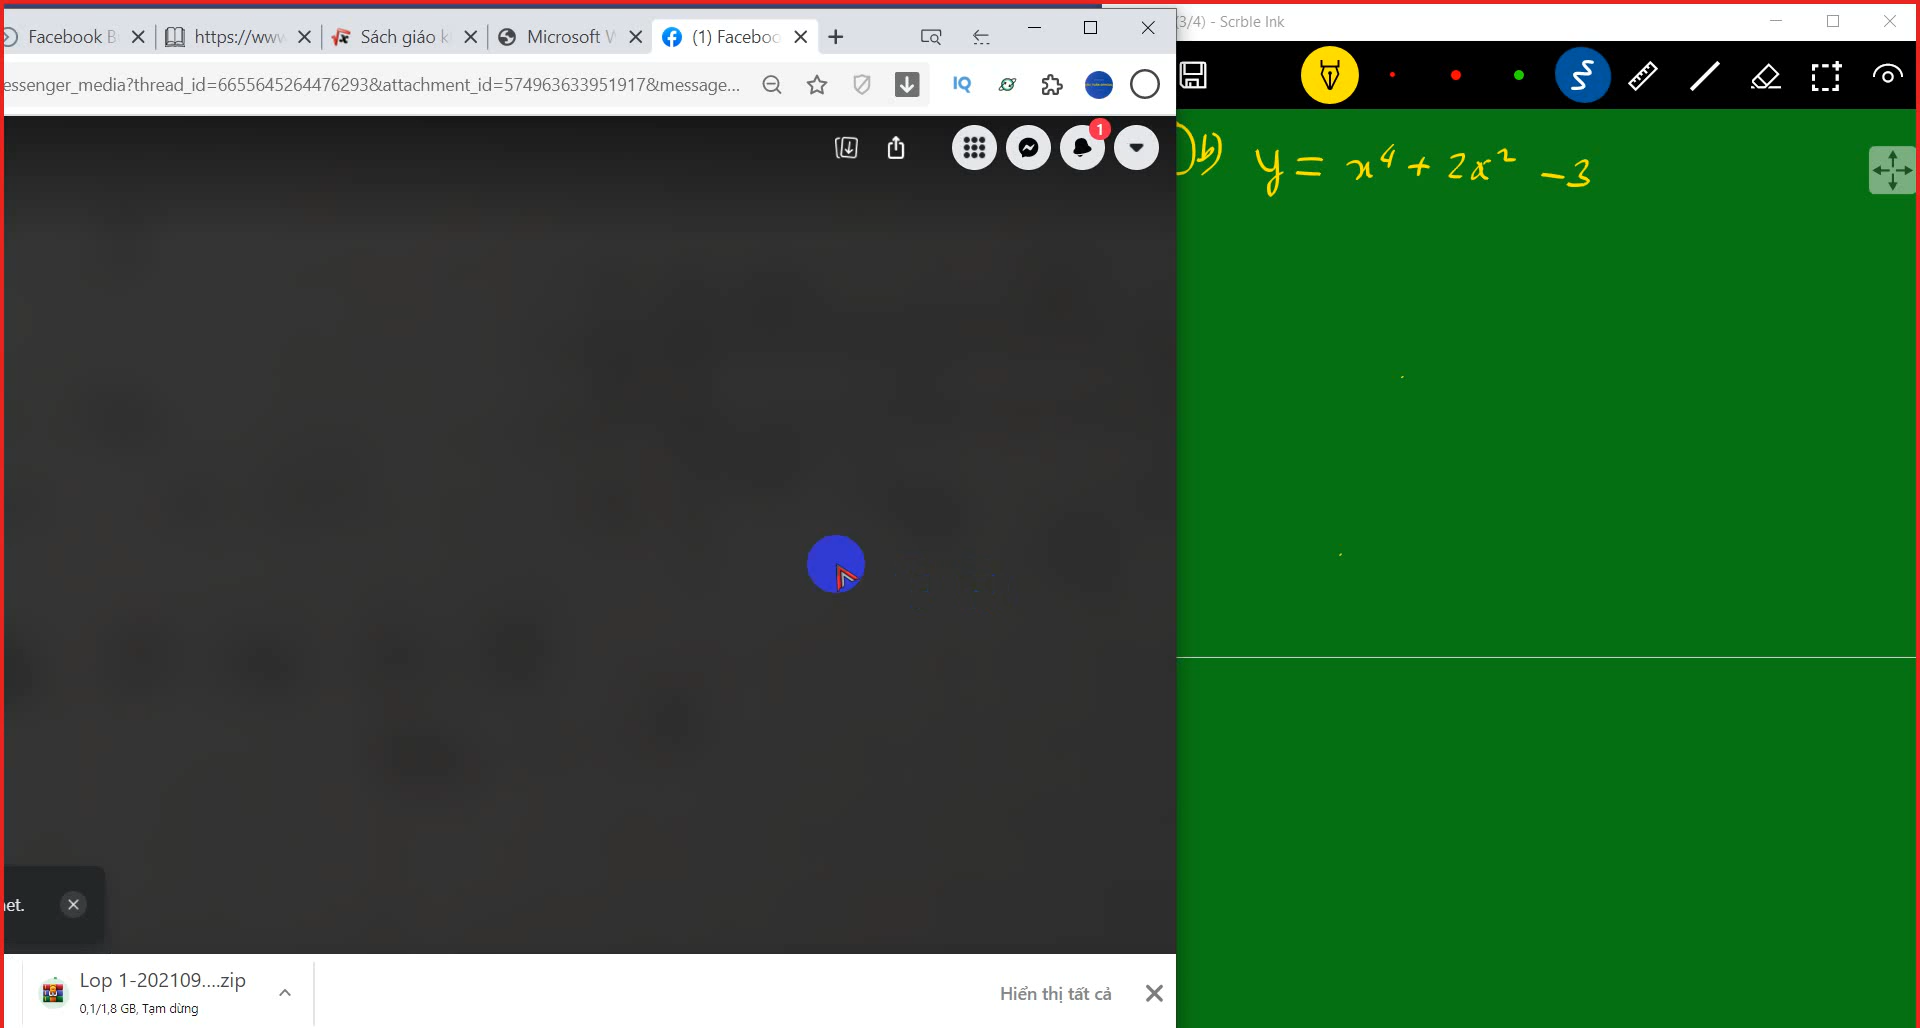 Facebook B
https://www
Sách giáo k
Microsoft W
(1) Faceboo
(3/4) - Scrble Ink
essenger_media?thread_id=6655645264476293&attachment_id=574963633951917&message...
IQ
1
b) y = x⁴ + 2x² - 3
et.
Lop 1-202109....zip
0,1/1,8 GB, Tạm dừng
Hiển thị tất cả